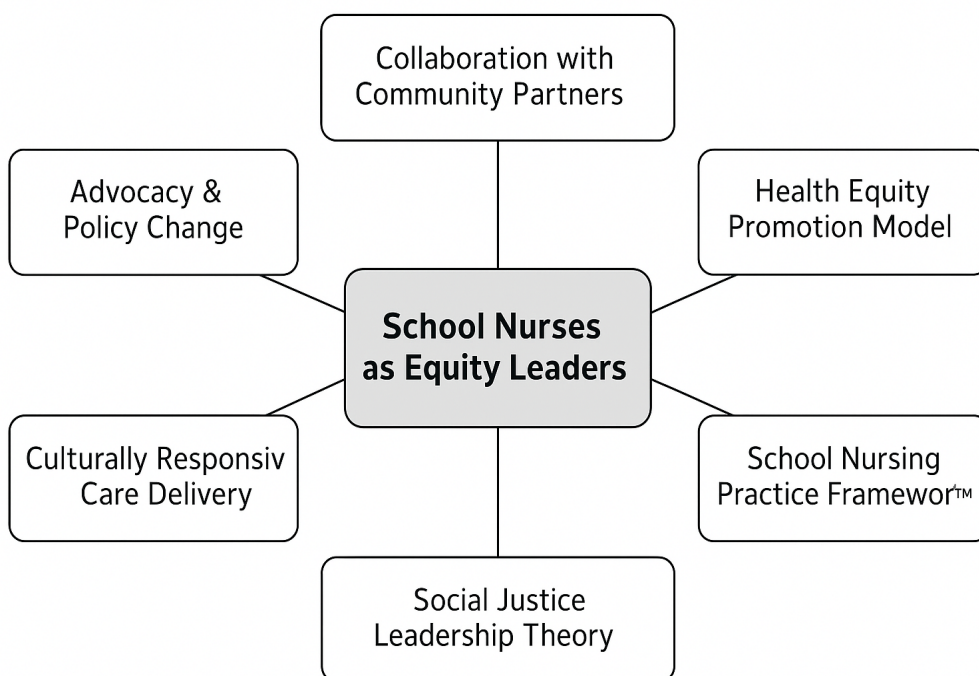 Collaboration with
Community Partners
Advocacy &
Policy Change
Health Equity
Promotion Model
School Nurses
as Equity Leaders
Culturally Responsiv
Care Delivery
School Nursing
Practice Framewor™
Social Justice
Leadership Theory